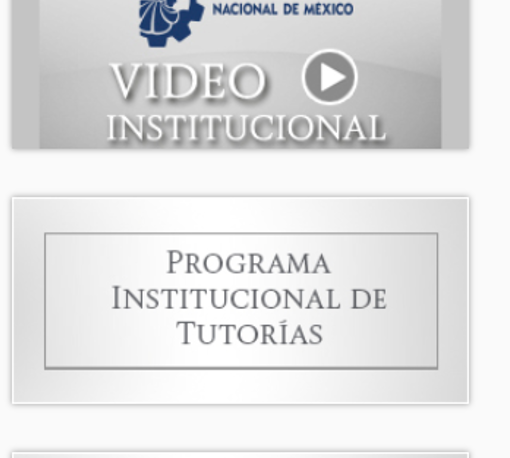 NACIONAL DE MÉXICO
VIDEO
INSTITUCIONAL
PROGRAMA
INSTITUCIONAL DE
TUTORÍAS